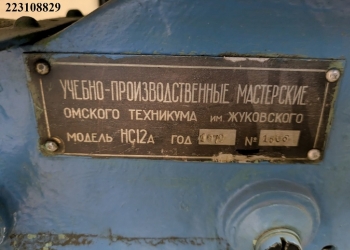 223108829
УЧЕБНО-ПРОИЗВОДСТВЕННЫЕ МАСТЕРСКИЕ
ОМСКОГО ТЕХНИКУМА ИМ ЖУКОВСКОГО
МОДЕЛЬ НС12А ГОД №